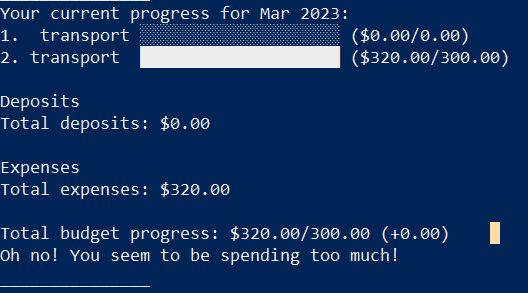 Your current progress for Mar 2023:
1.  transport ░░░░░░░░░░░░░░░░░░░░ ($0.00/0.00)
2. transport  ████████████████████ ($320.00/300.00)
Deposits
Total deposits: $0.00
Expenses
Total expenses: $320.00
Total budget progress: $320.00/300.00 (+0.00)
Oh no! You seem to be spending too much!
_______________